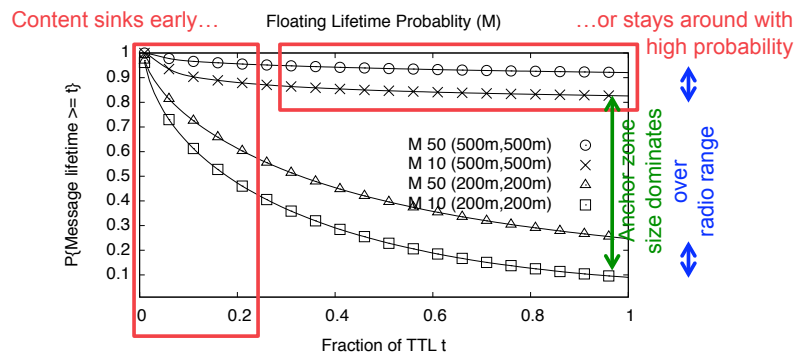 Content sinks early…
Floating Lifetime Probablity (M)
…or stays around with
high probability
1
0.9
0.8
0.7
0.6
0.5
0.4
0.3
0.2
0.1
P{Message lifetime >= t}
M 50 (500m,500m)
M 10 (500m,500m)
M 50 (200m,200m)
M 10 (200m,200m)
Anchor zone
size dominates
over
radio range
0
0.2
0.4
0.6
0.8
1
Fraction of TTL t